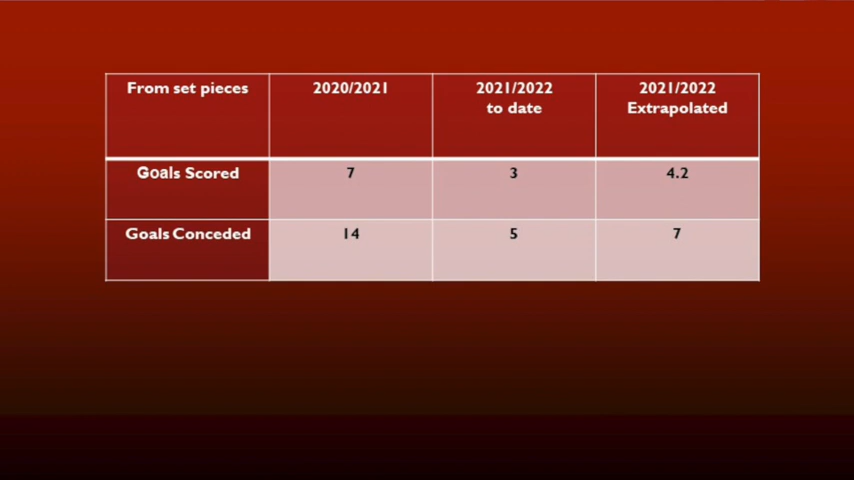 From set pieces 2020/2021 2021/2022 2021/2022
to date Extrapolated
Goals Scored 7 3 4.2
Goals Conceded 14 5 7